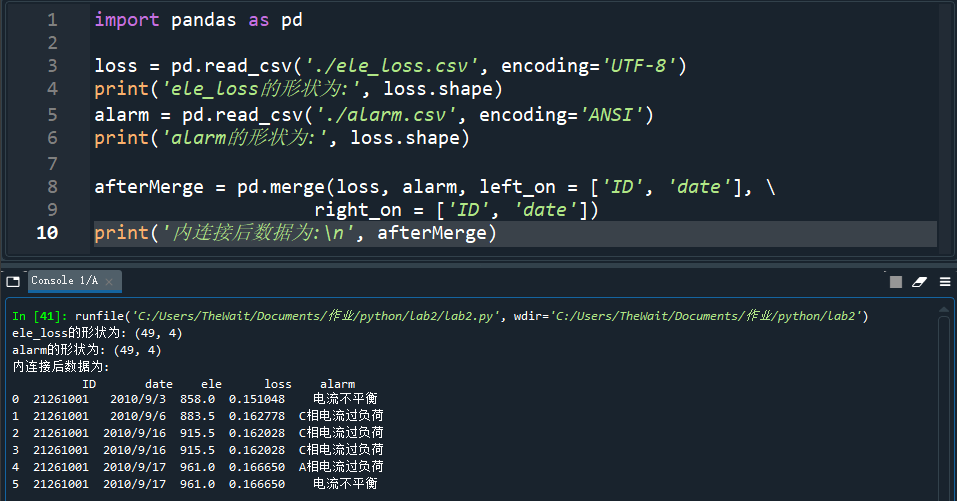 1 import pandas as pd
2
3 loss = pd.read_csv('./ele_loss.csv', encoding='UTF-8')
4 print('ele_loss的形状为:', loss.shape)
5 alarm = pd.read_csv('./alarm.csv', encoding='ANSI')
6 print('alarm的形状为:', loss.shape)
7
8 afterMerge = pd.merge(loss, alarm, left_on = ['ID', 'date'], \
9 right_on = ['ID', 'date'])
10 print('内连接后数据为:\n', afterMerge)
Console 1/A
In [41]: runfile('C:/Users/TheWait/Documents/作业/python/lab2/lab2.py', wdir='C:/Users/TheWait/Documents/作业/python/lab2')
ele_loss的形状为: (49, 4)
alarm的形状为: (49, 4)
内连接后数据为:
ID date ele loss alarm
0 21261001 2010/9/3 858.0 0.151048 电流不平衡
1 21261001 2010/9/6 883.5 0.162778 C相电流过负荷
2 21261001 2010/9/16 915.5 0.162028 C相电流过负荷
3 21261001 2010/9/16 915.5 0.162028 C相电流过负荷
4 21261001 2010/9/17 961.0 0.166650 A相电流过负荷
5 21261001 2010/9/17 961.0 0.166650 电流不平衡